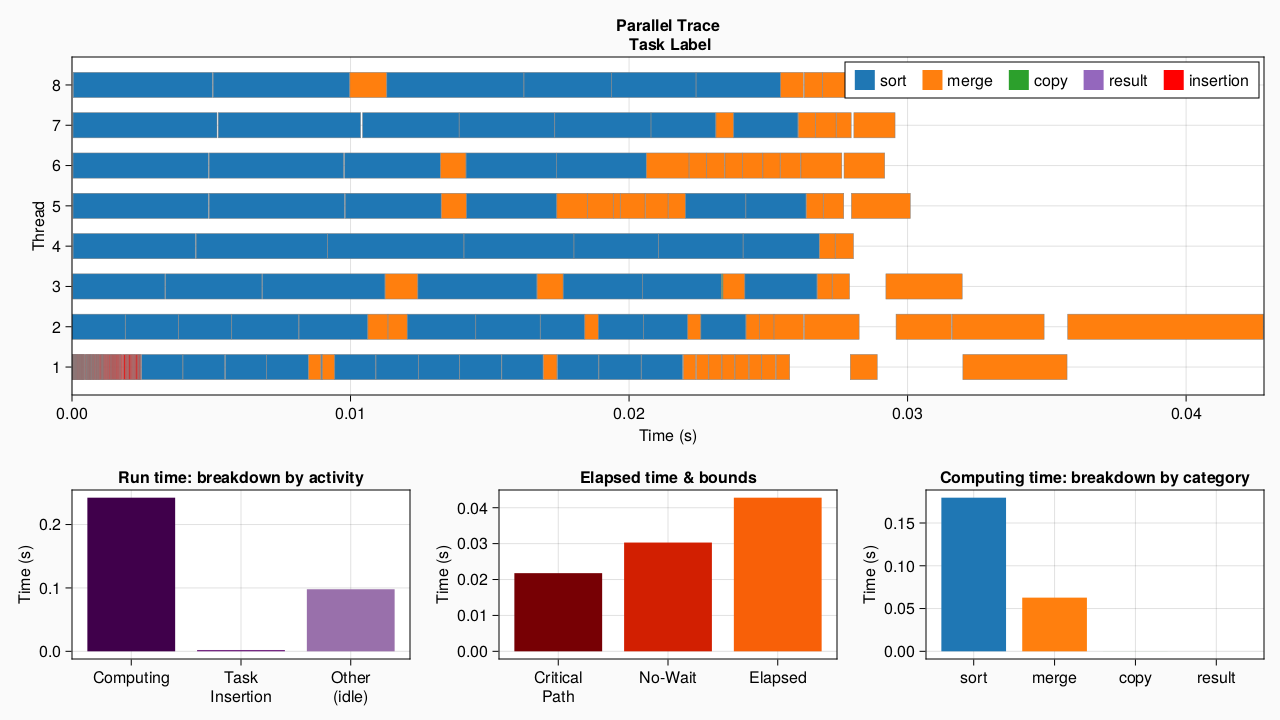 Parallel Trace
Task Label
sort merge copy result insertion
Thread
8
7
6
5
4
3
2
1
0.00 0.01 0.02 0.03 0.04
Time (s)
Run time: breakdown by activity
Time (s)
0.2
0.1
0.0
Computing Task Insertion Other (idle)
Elapsed time & bounds
Time (s)
0.04
0.03
0.02
0.01
0.00
Critical Path No-Wait Elapsed
Computing time: breakdown by category
Time (s)
0.15
0.10
0.05
0.00
sort merge copy result